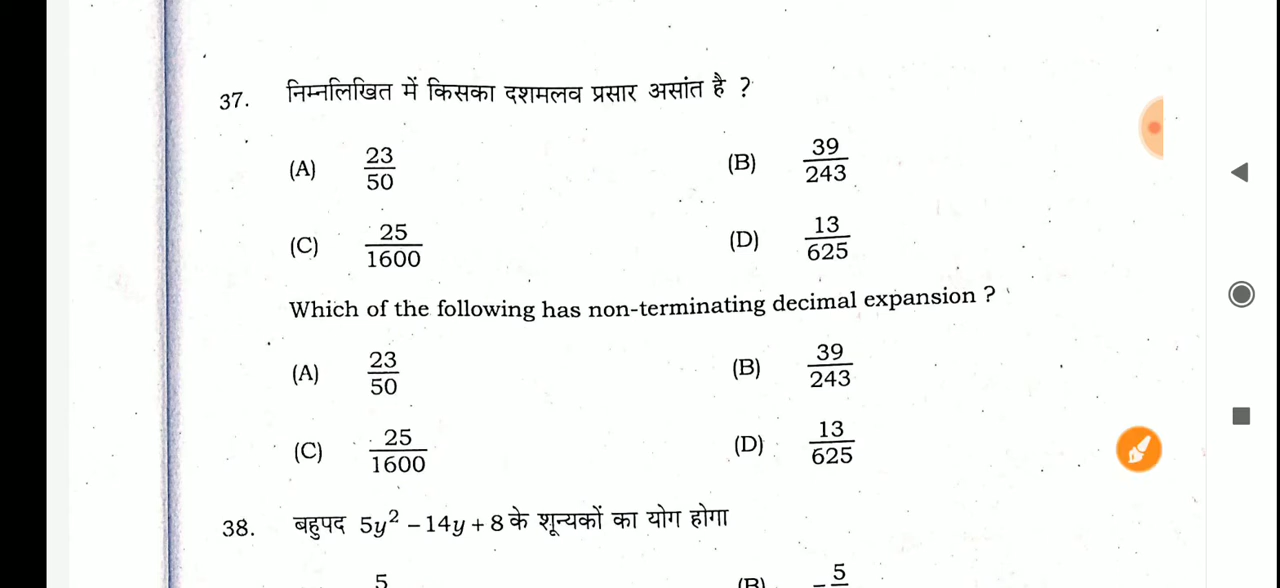 37. निम्नलिखित में किसका दशमलव प्रसार असांत है ?
(A) 23/50 (B) 39/243
(C) 25/1600 (D) 13/625
Which of the following has non-terminating decimal expansion ?
(A) 23/50 (B) 39/243
(C) 25/1600 (D) 13/625
38. बहुपद 5y² – 14y + 8 के शून्यकों का योग होगा
5 (B) – 5